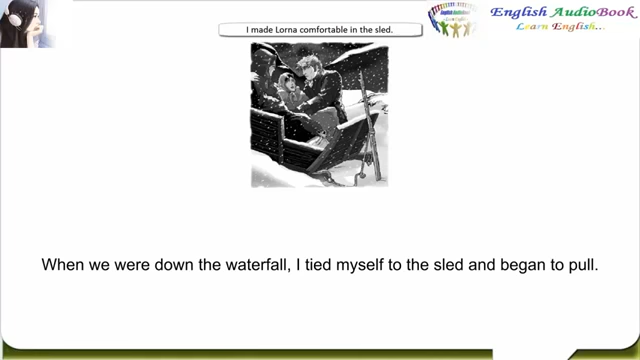 I made Lorna comfortable in the sled.
English AudioBook
Learn English...
When we were down the waterfall, I tied myself to the sled and began to pull.